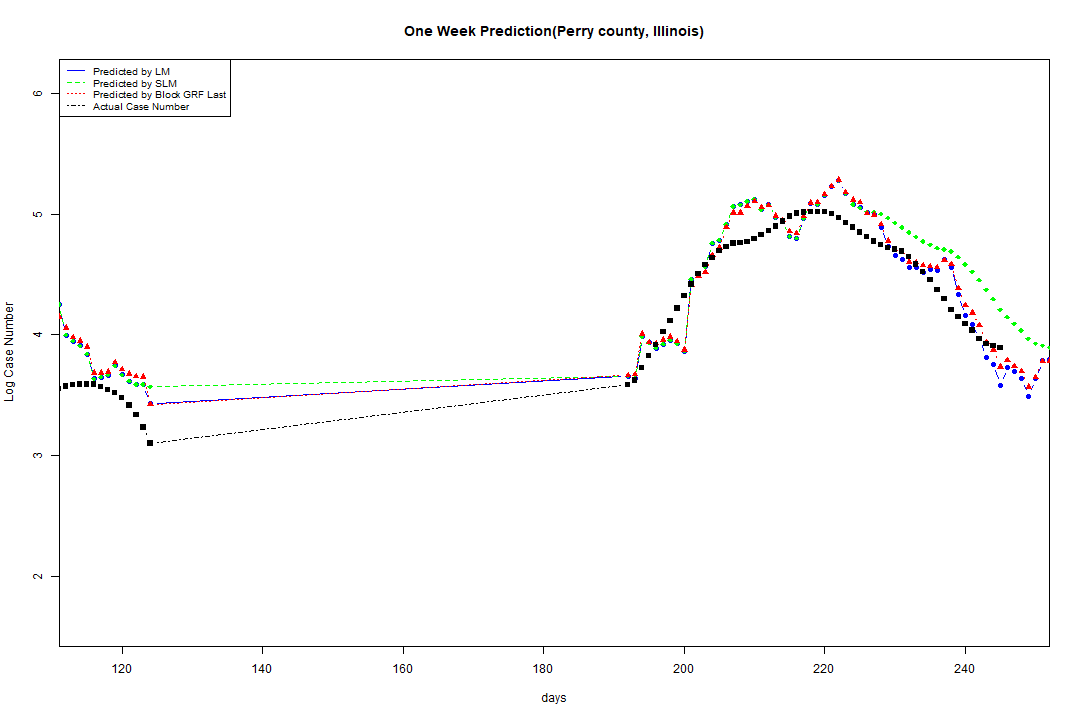 One Week Prediction(Perry county, Illinois)
Predicted by LM
Predicted by SLM
Predicted by Block GRF Last
Actual Case Number
6
5
4
3
2
Log Case Number
120 140 160 180 200 220 240
days